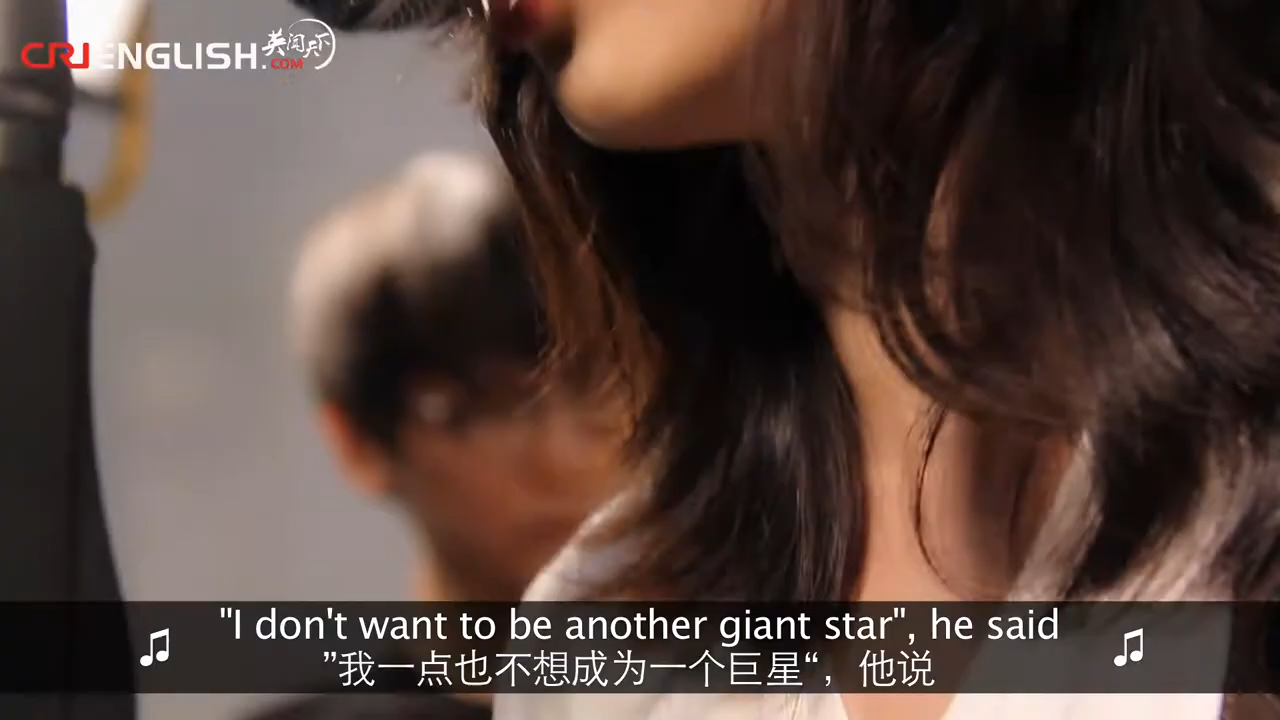 CRIENGLISH.COM 英闻天下
♫ "I don't want to be another giant star", he said ♫
”我一点也不想成为一个巨星“，他说